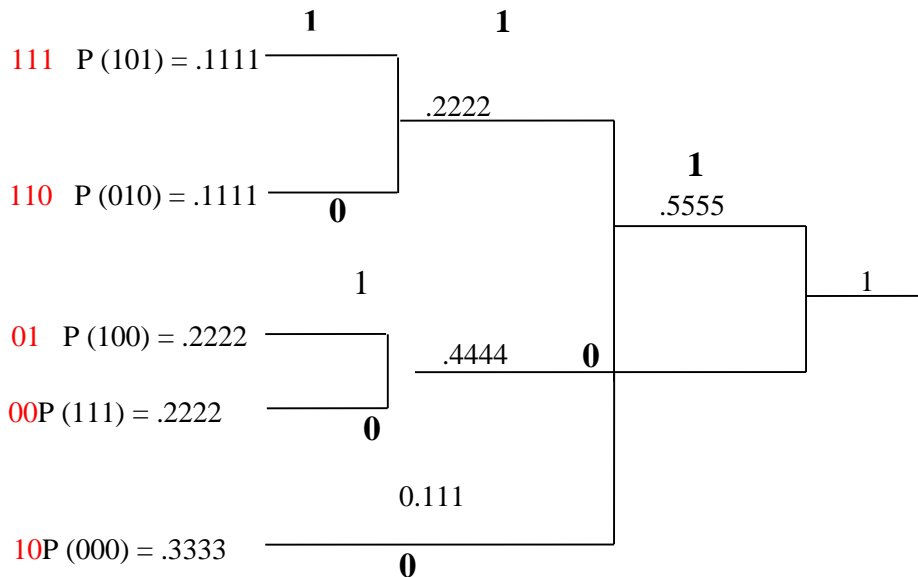 1 1
111 P (101) = .1111
.2222
1
110 P (010) = .1111
0
.5555
1
1
01 P (100) = .2222
.4444
0
00P (111) = .2222
0
0.111
10P (000) = .3333
0